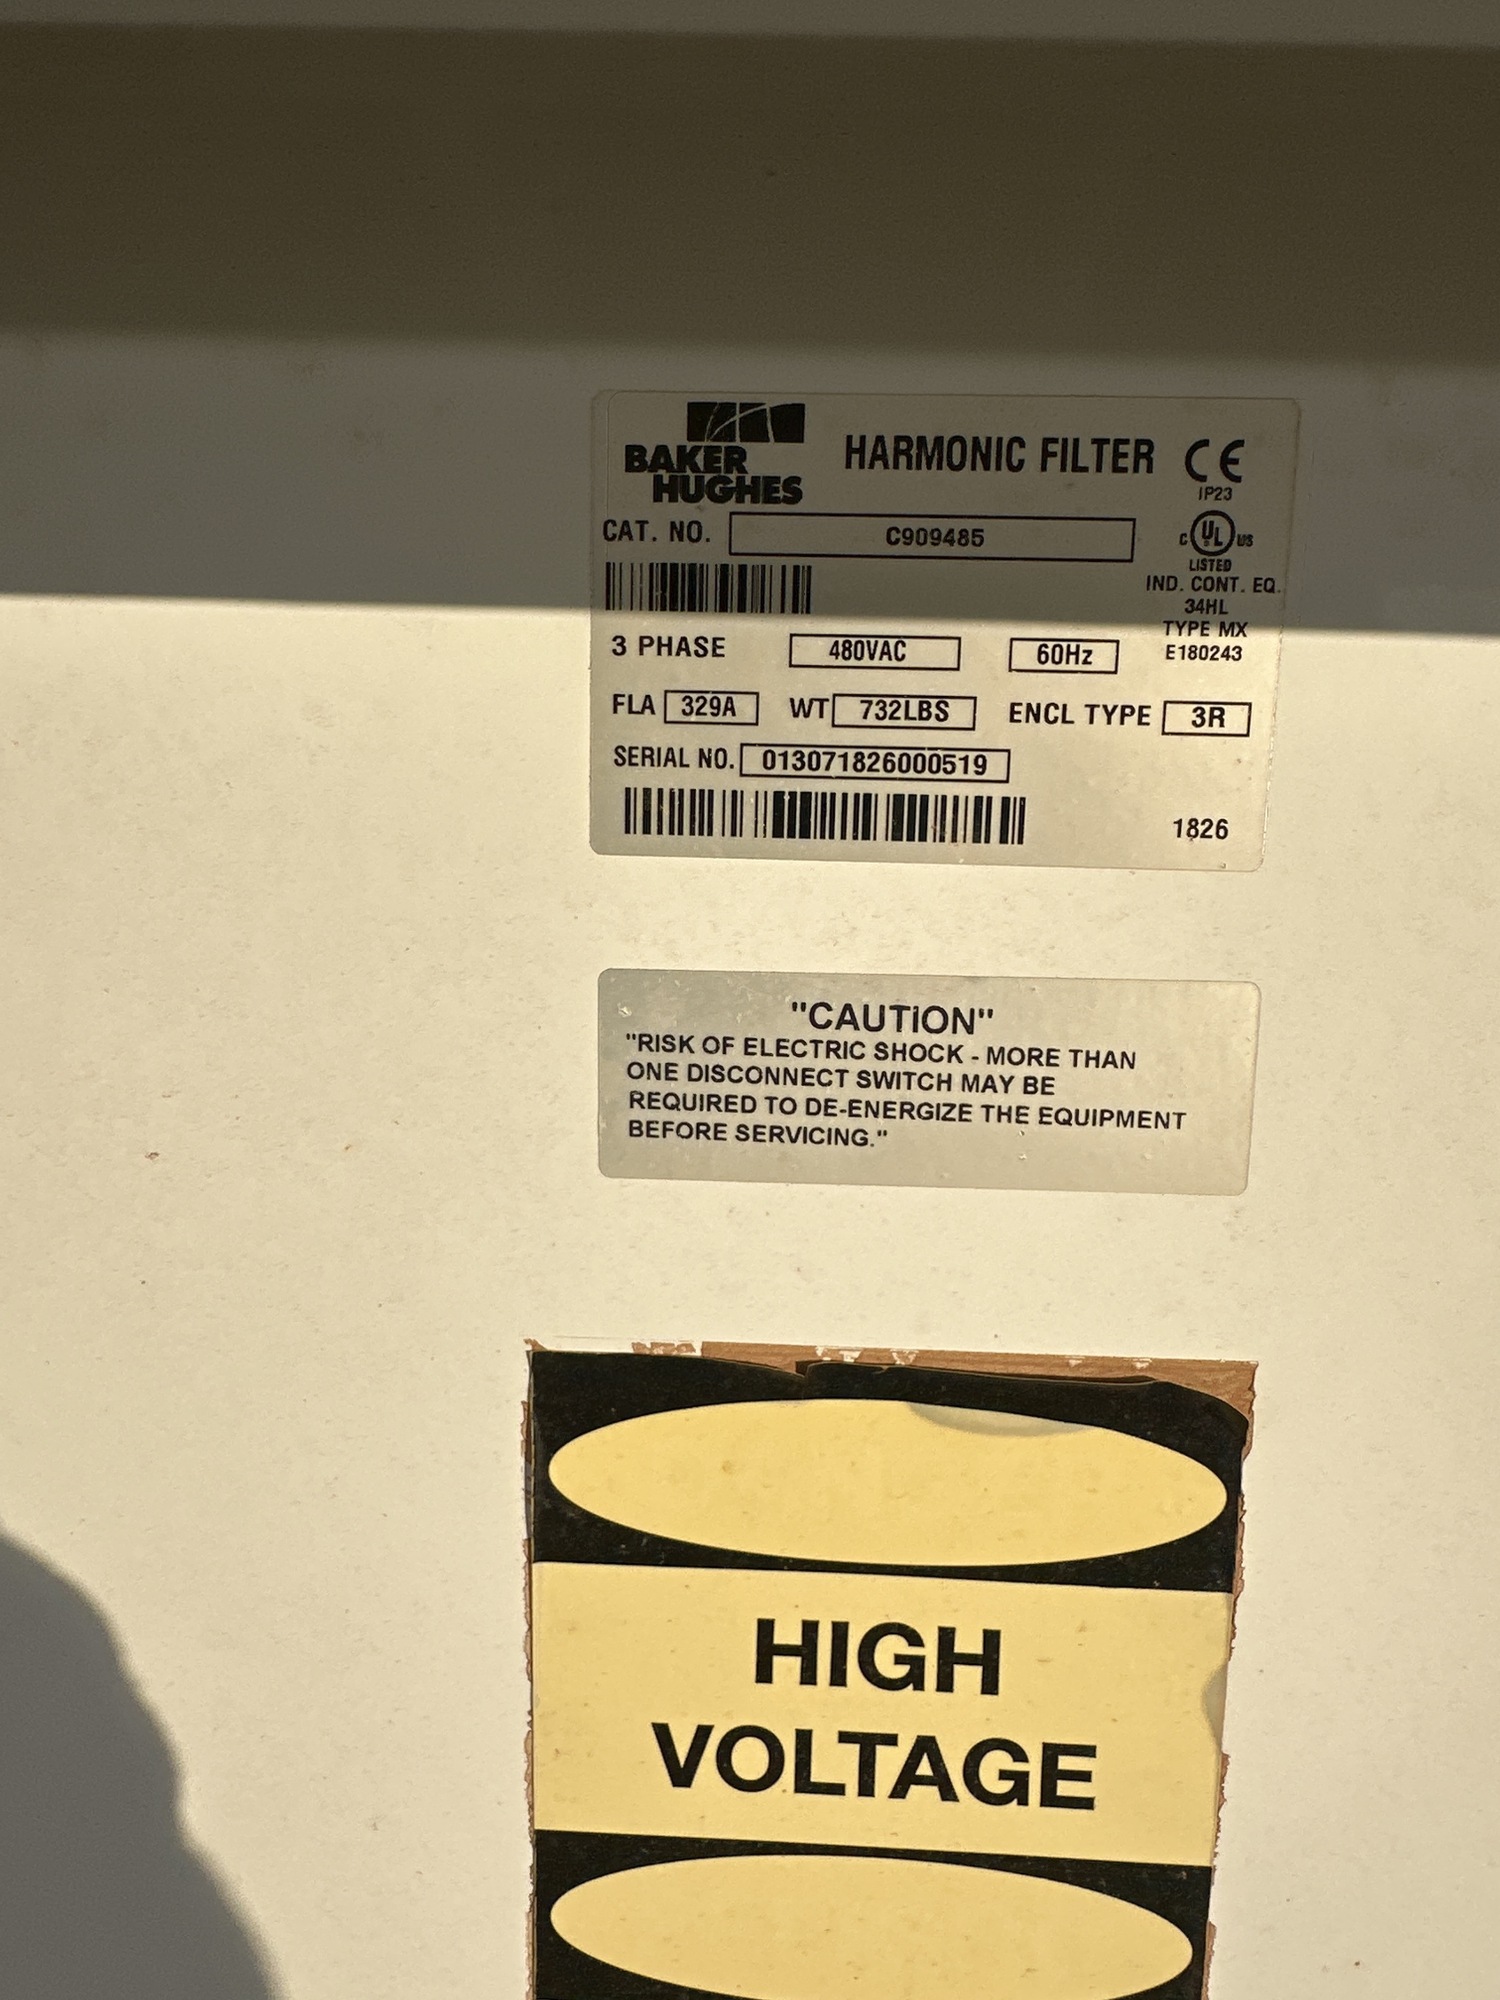 BAKER
HUGHES
HARMONIC FILTER
CE
IP23
CAT. NO. C909485
C UL US
LISTED
IND. CONT. EQ.
34HL
TYPE MX
E180243
3 PHASE 480VAC 60Hz
FLA 329A WT 732LBS ENCL TYPE 3R
SERIAL NO. 013071826000519
1826
"CAUTION"
"RISK OF ELECTRIC SHOCK - MORE THAN
ONE DISCONNECT SWITCH MAY BE
REQUIRED TO DE-ENERGIZE THE EQUIPMENT
BEFORE SERVICING."
HIGH
VOLTAGE